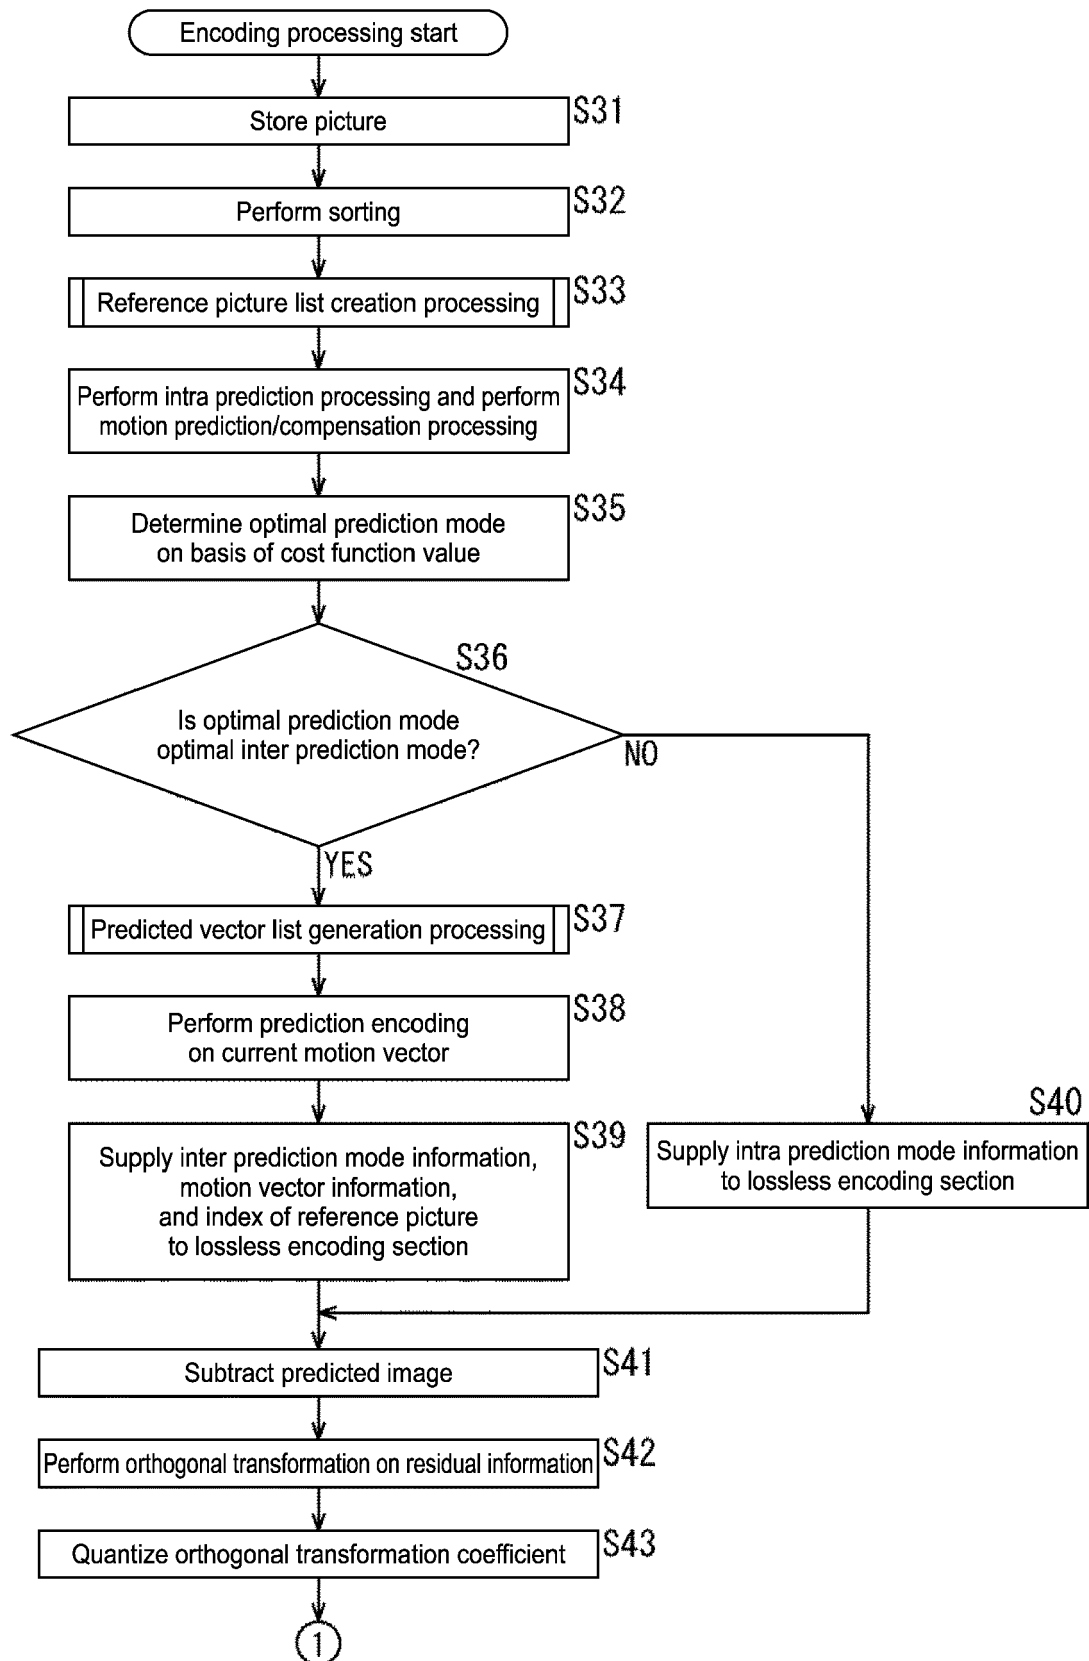 Encoding processing start
S31
Store picture
S32
Perform sorting
S33
Reference picture list creation processing
S34
Perform intra prediction processing and perform
motion prediction/compensation processing
S35
Determine optimal prediction mode
on basis of cost function value
S36
Is optimal prediction mode
optimal inter prediction mode?
NO
YES
S37
Predicted vector list generation processing
S38
Perform prediction encoding
on current motion vector
S39
Supply inter prediction mode information,
motion vector information,
and index of reference picture
to lossless encoding section
S40
Supply intra prediction mode information
to lossless encoding section
S41
Subtract predicted image
S42
Perform orthogonal transformation on residual information
S43
Quantize orthogonal transformation coefficient
1